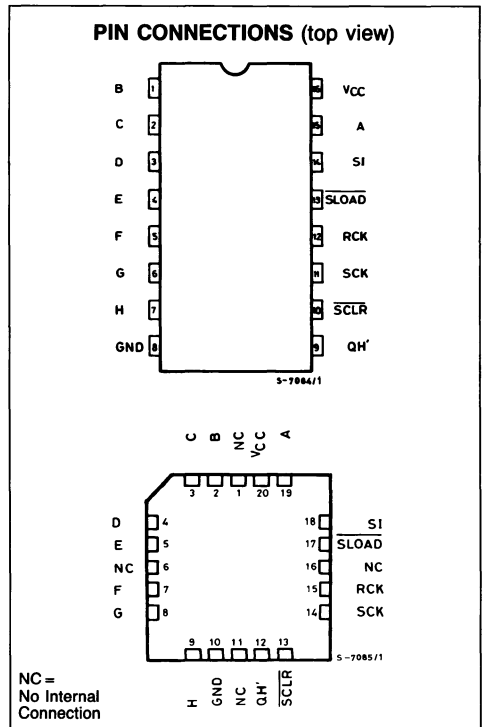 PIN CONNECTIONS (top view)
B 1 16 VCC
C 2 15 A
D 3 14 SI
E 4 13 SLOAD
F 5 12 RCK
G 6 11 SCK
H 7 10 SCLR
GND 8 9 QH'
S-7084/1
C B NC VCC A
3 2 1 20 19
D 4 18 SI
E 5 17 SLOAD
NC 6 16 NC
F 7 15 RCK
G 8 14 SCK
9 10 11 12 13
S-7085/1
H GND NC QH' SCLR
NC =
No Internal
Connection